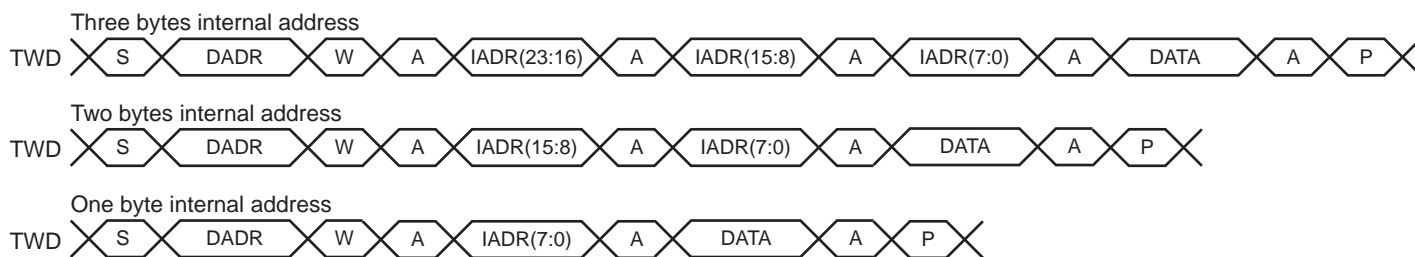 Three bytes internal address
TWD S DADR W A IADR(23:16) A IADR(15:8) A IADR(7:0) A DATA A P
Two bytes internal address
TWD S DADR W A IADR(15:8) A IADR(7:0) A DATA A P
One byte internal address
TWD S DADR W A IADR(7:0) A DATA A P